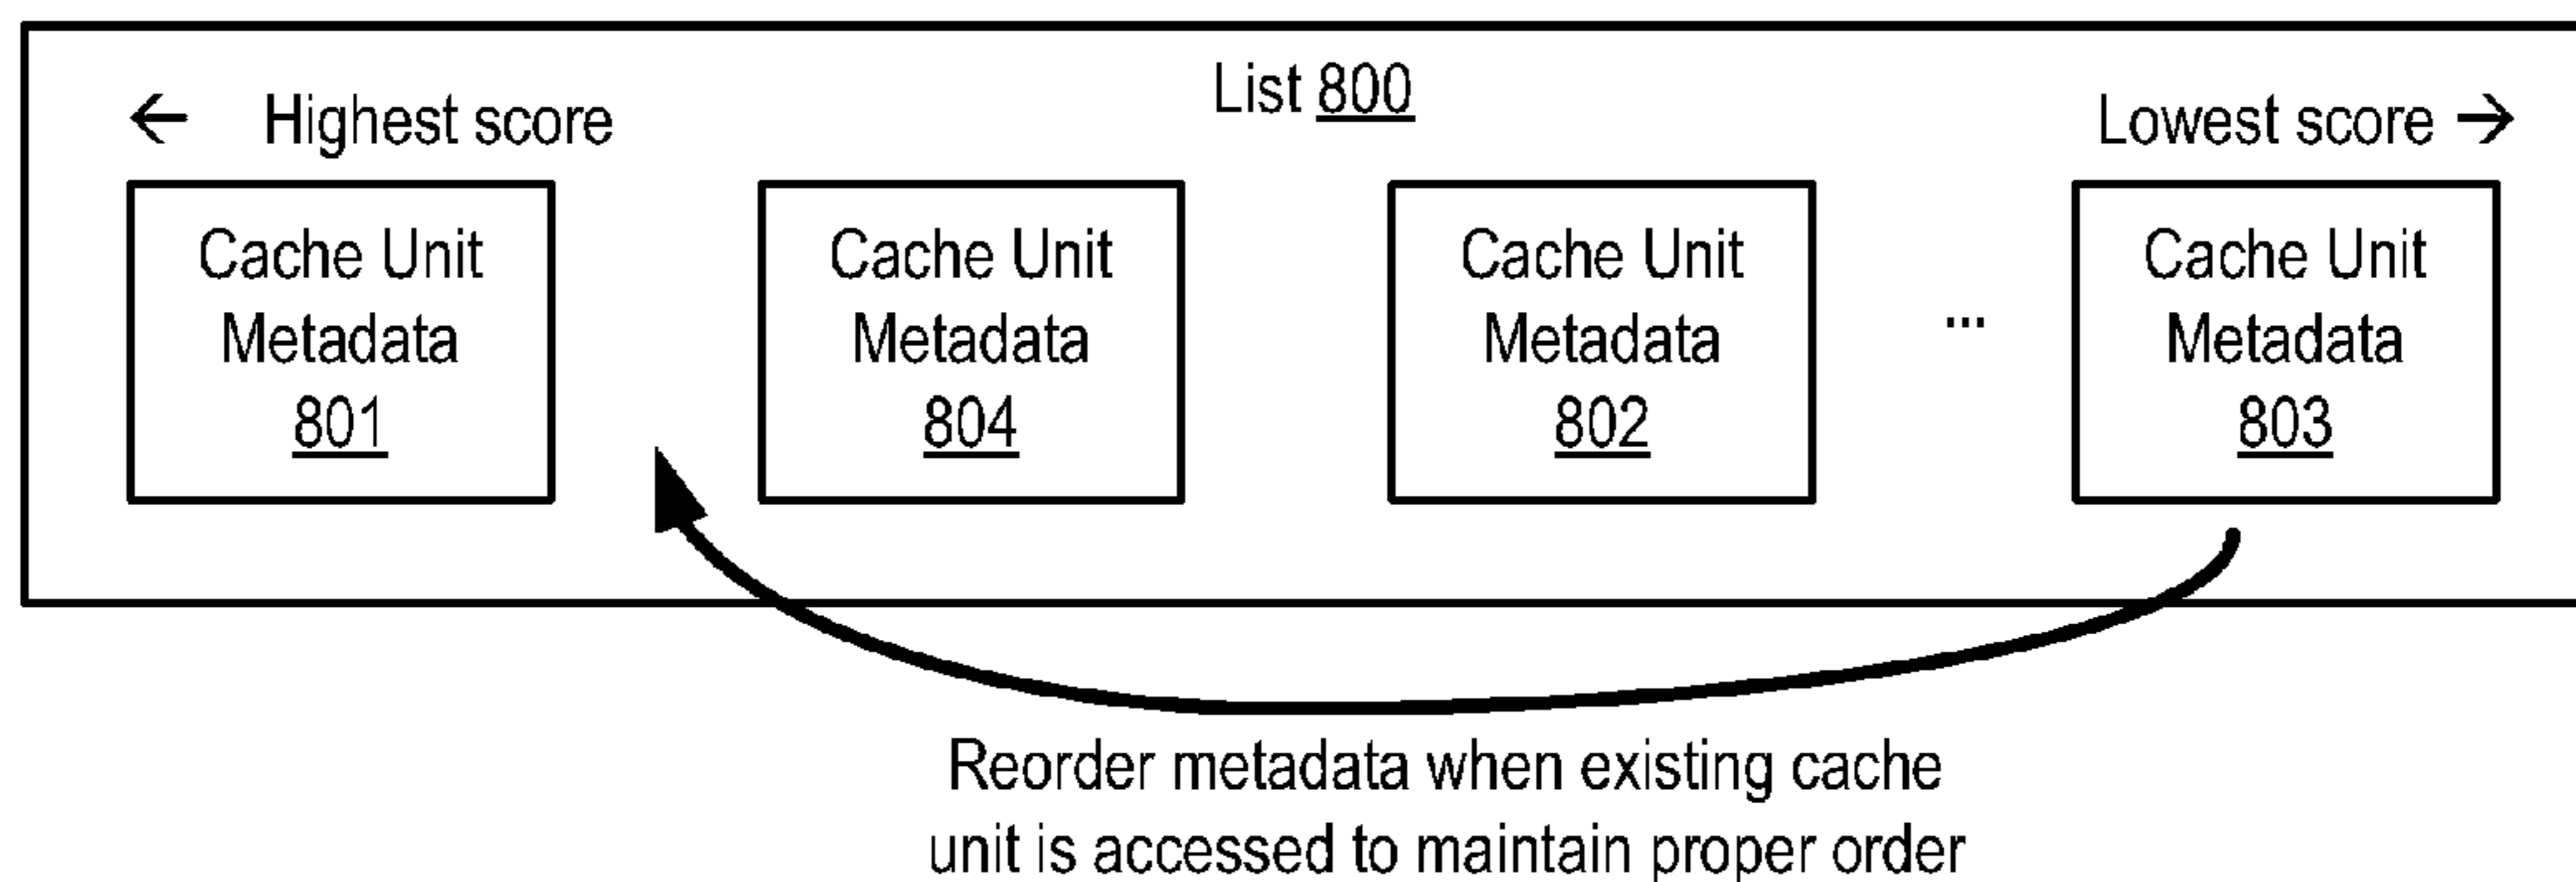 List 800
← Highest score
Lowest score →
Cache Unit
Metadata
801
Cache Unit
Metadata
804
Cache Unit
Metadata
802
...
Cache Unit
Metadata
803
Reorder metadata when existing cache
unit is accessed to maintain proper order